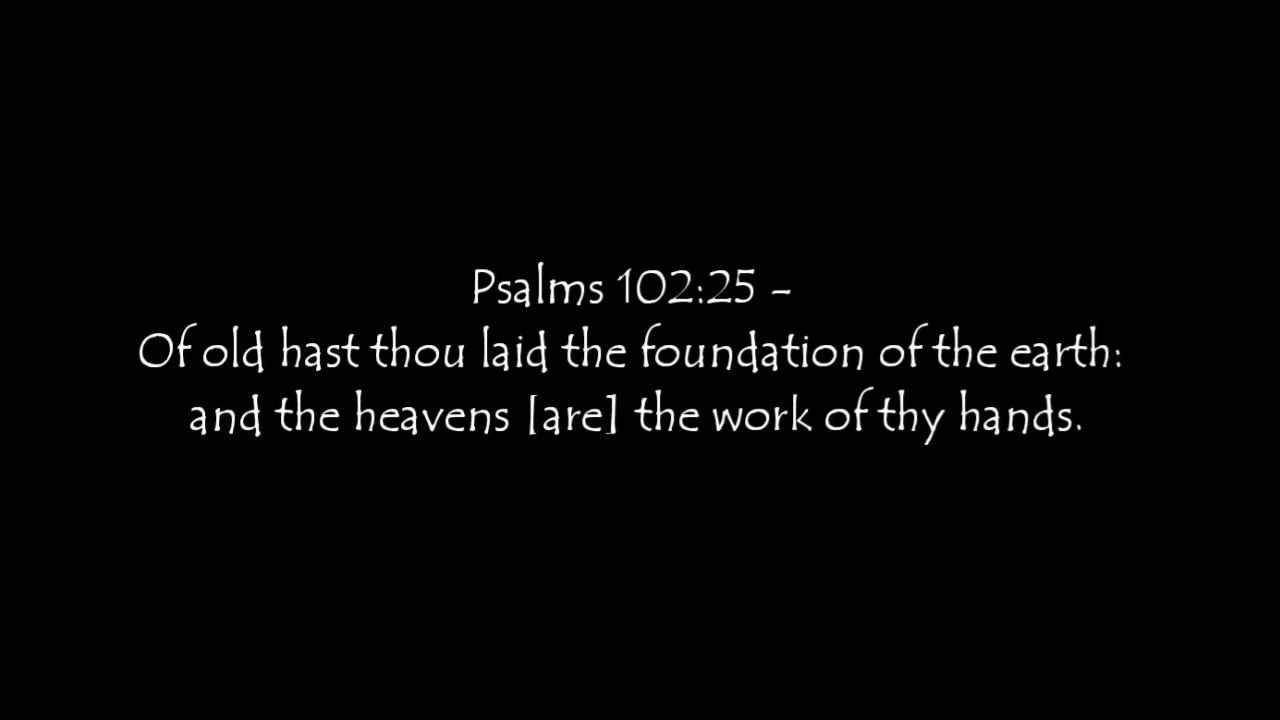 Psalms 102:25 -
Of old hast thou laid the foundation of the earth:
and the heavens [are] the work of thy hands.